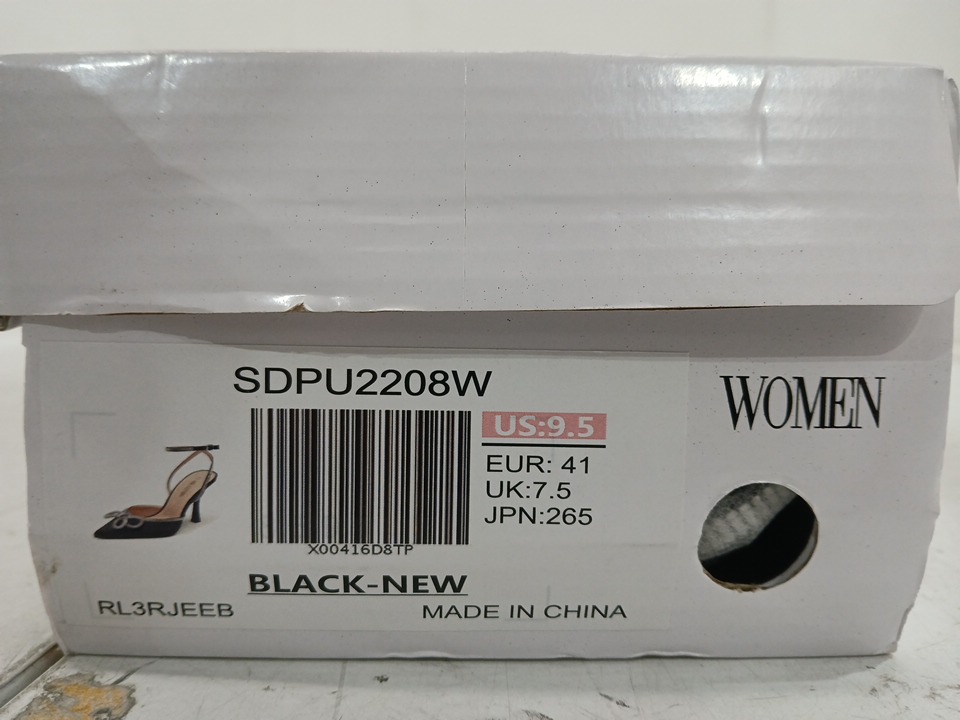 SDPU2208W
WOMEN
US:9.5
EUR: 41
UK:7.5
JPN:265
X00416D8TP
BLACK-NEW
RL3RJEEB
MADE IN CHINA